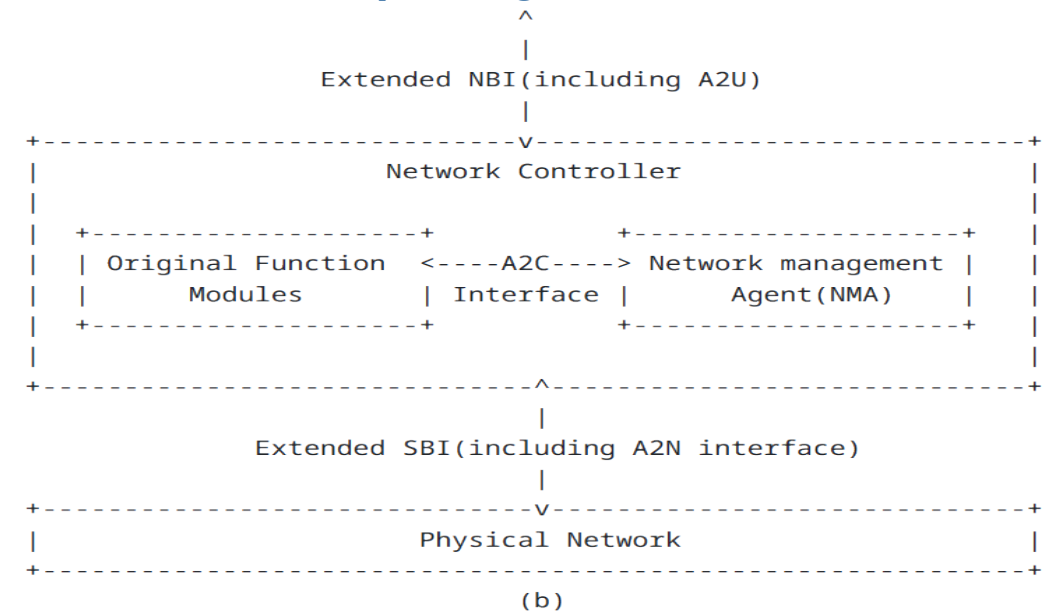 ^
|
Extended NBI(including A2U)
|
+-----------------------------v------------------------------+
| Network Controller |
| |
| +--------------------+ +--------------------+ |
| | Original Function <----A2C----> Network management | |
| | Modules | Interface | Agent(NMA) | |
| +--------------------+ +--------------------+ |
| |
+------------------------------^-----------------------------+
|
Extended SBI(including A2N interface)
|
+------------------------------v-----------------------------+
| Physical Network |
+------------------------------------------------------------+
(b)